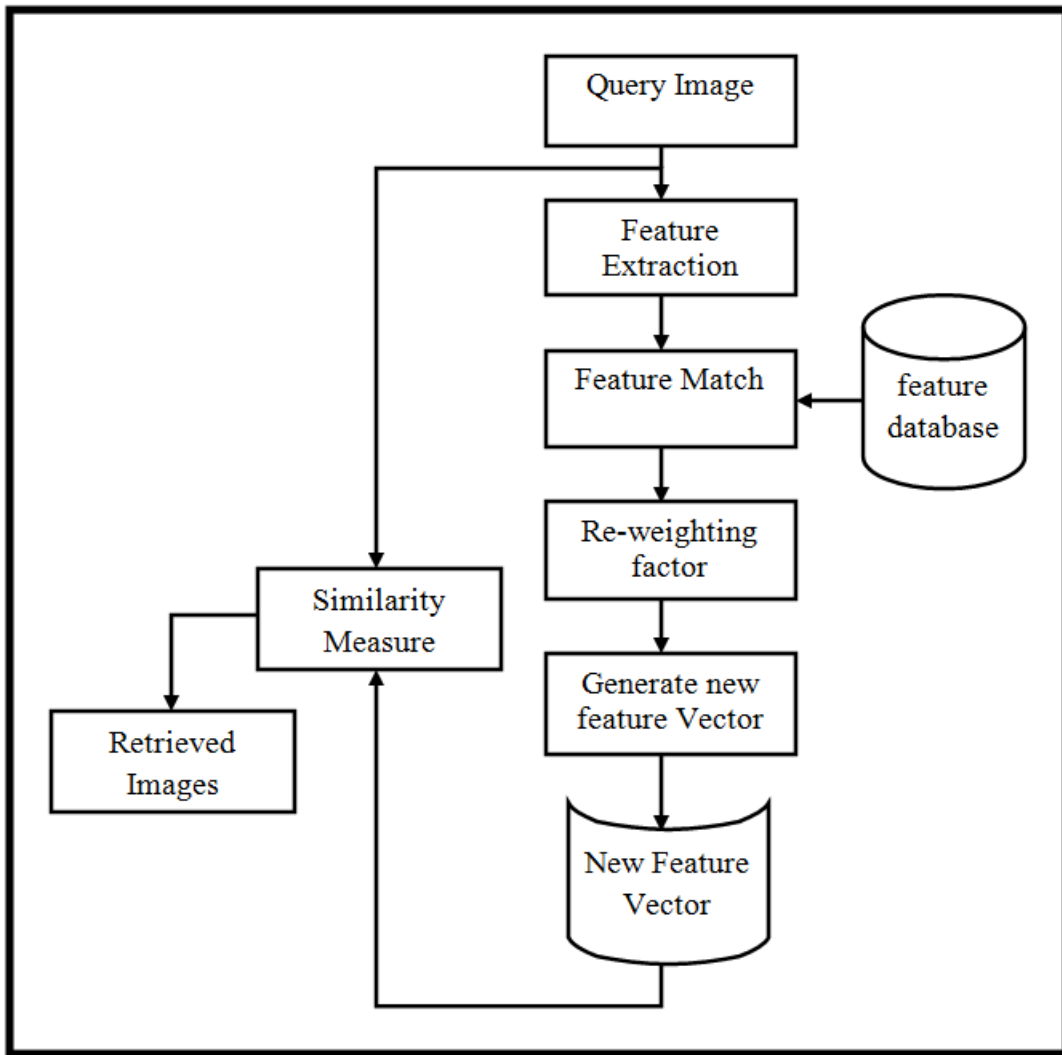 Query Image
Feature
Extraction
Feature Match
feature
database
Re-weighting
factor
Similarity
Measure
Generate new
feature Vector
Retrieved
Images
New Feature
Vector